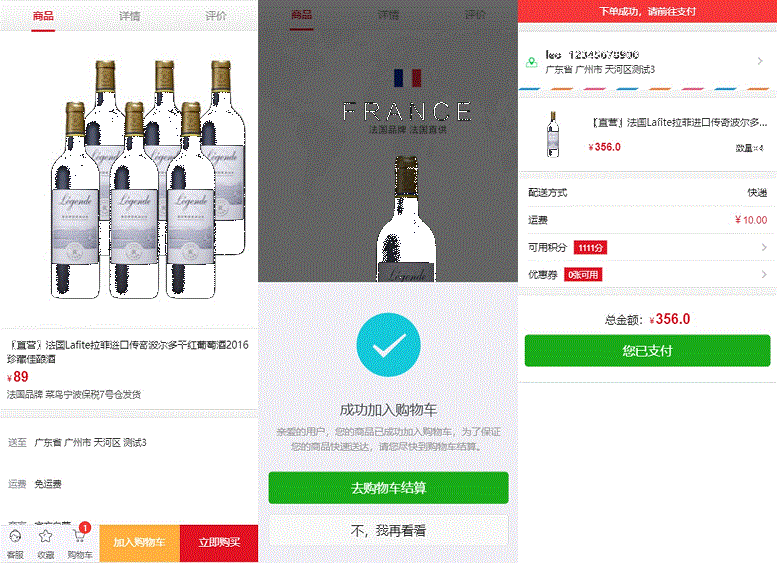 商品 详情 评价
Légende
Légende
Légende
〖直营〗法国Lafite拉菲进口传奇波尔多干红葡萄酒2016
珍藏佳酿酒
¥89
法国品牌 菜鸟宁波保税7号仓发货
送至 广东省 广州市 天河区 测试3
运费 免运费
客服 收藏 购物车 1 加入购物车 立即购买
商品 详情 评价
FRANCE
法国品牌 法国直供
Légende
成功加入购物车
亲爱的用户，您的商品已成功加入购物车，为了保证
您的商品快速送达，请您尽快到购物车结算。
去购物车结算
不，我再看看
下单成功，请前往支付
lee 12345678900
广东省 广州市 天河区测试3
〖直营〗法国Lafite拉菲进口传奇波尔多...
¥356.0 数量×4
配送方式 快递
运费 ¥10.00
可用积分 1111分
优惠券 0张可用
总金额：¥356.0
您已支付